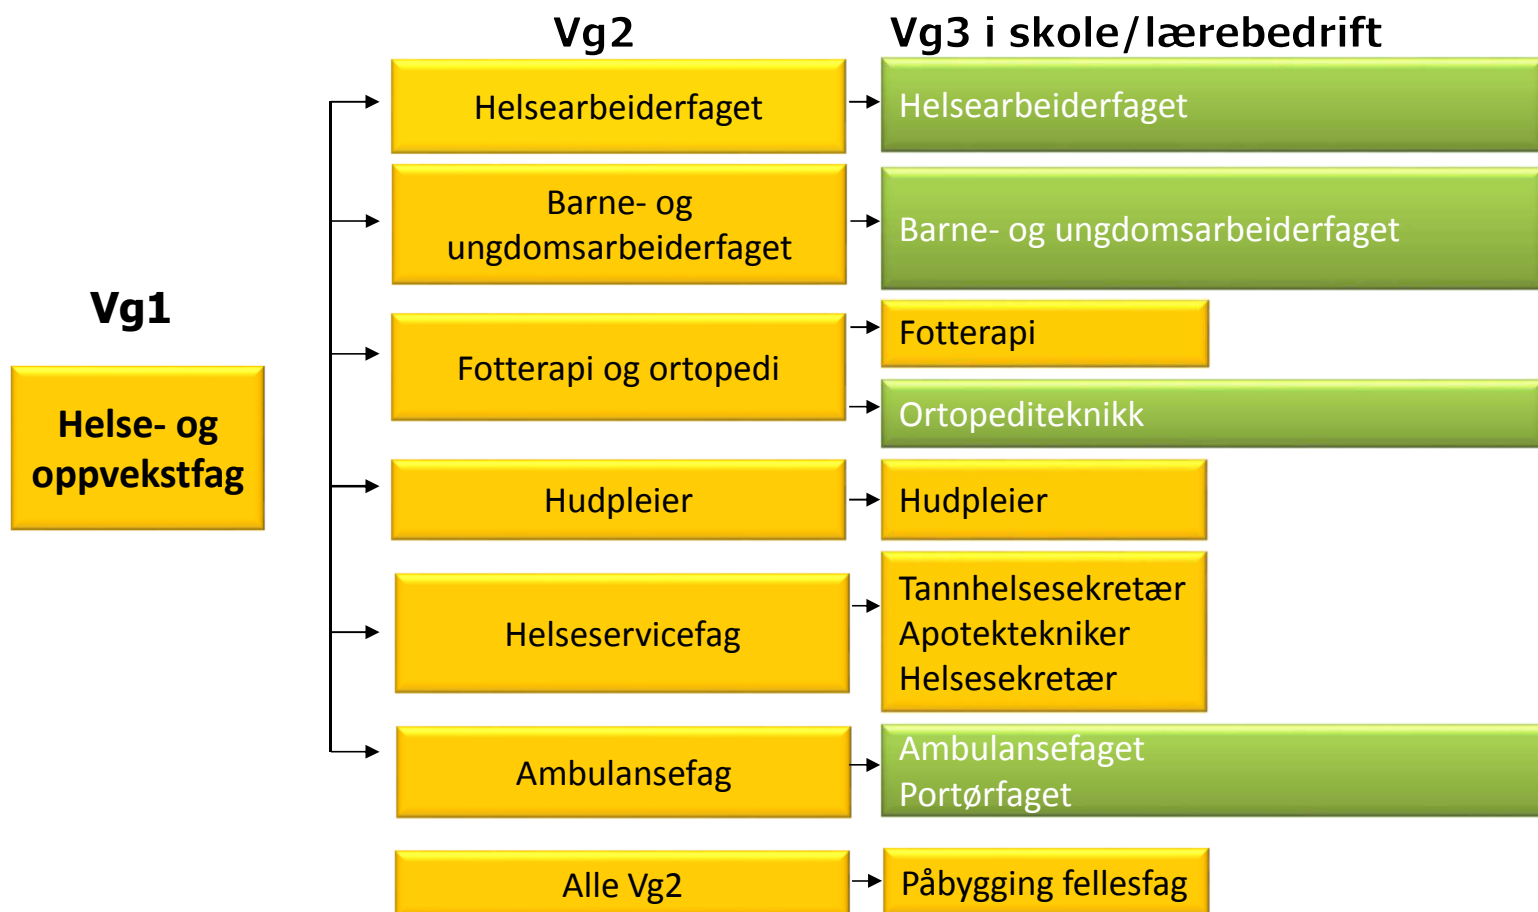 Vg2
Vg3 i skole/lærebedrift
Helsearbeiderfaget
Helsearbeiderfaget
Barne- og
ungdomsarbeiderfaget
Barne- og ungdomsarbeiderfaget
Vg1
Helse- og
oppvekstfag
Fotterapi og ortopedi
Fotterapi
Ortopediteknikk
Hudpleier
Hudpleier
Helseservicefag
Tannhelsesekretær
Apotektekniker
Helsesekretær
Ambulansefag
Ambulansefaget
Portørfaget
Alle Vg2
Påbygging fellesfag